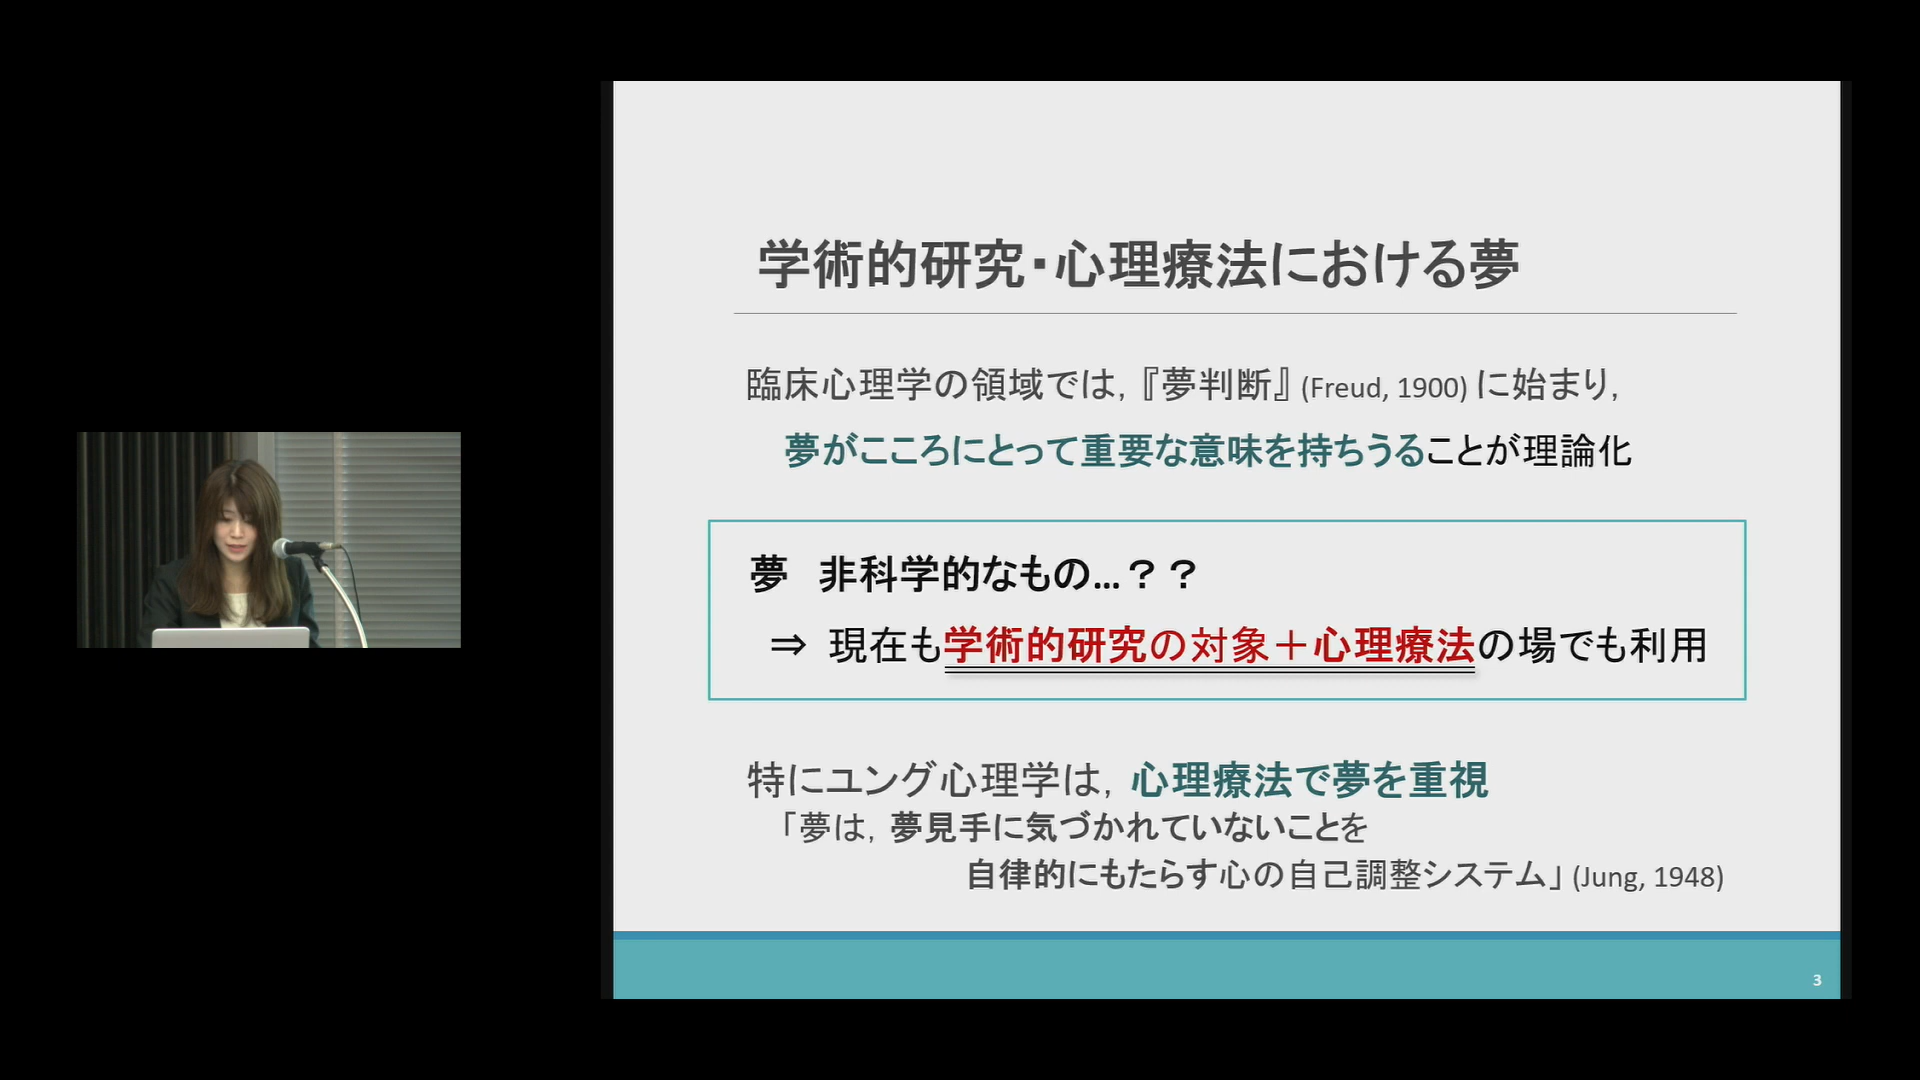 学術的研究・心理療法における夢
臨床心理学の領域では，『夢判断』 (Freud, 1900) に始まり，
夢がこころにとって重要な意味を持ちうることが理論化
夢　非科学的なもの…？？
⇒ 現在も学術的研究の対象＋心理療法の場でも利用
特にユング心理学は，心理療法で夢を重視
「夢は，夢見手に気づかれていないことを
自律的にもたらす心の自己調整システム」 (Jung, 1948)
3